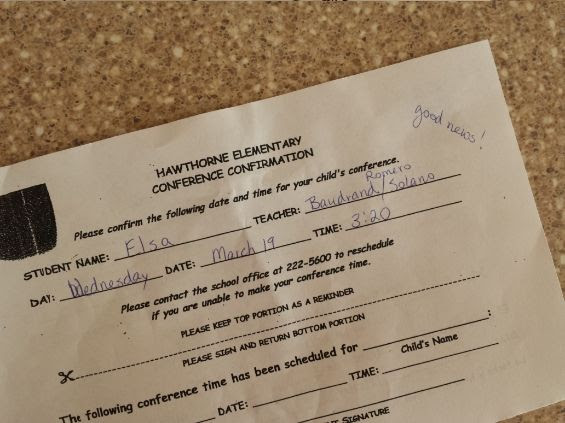 good news!
HAWTHORNE ELEMENTARY
CONFERENCE CONFIRMATION
Please confirm the following date and time for your child's conference.
Romero
STUDENT NAME: Elsa TEACHER: Baudrand/Solano
DAY: Wednesday DATE: March 19 TIME: 3:20
Please contact the school office at 222-5600 to reschedule
if you are unable to make your conference time.
PLEASE KEEP TOP PORTION AS A REMINDER
PLEASE SIGN AND RETURN BOTTOM PORTION
The following conference time has been scheduled for :
Child's Name
DATE: TIME:
SIGNATURE